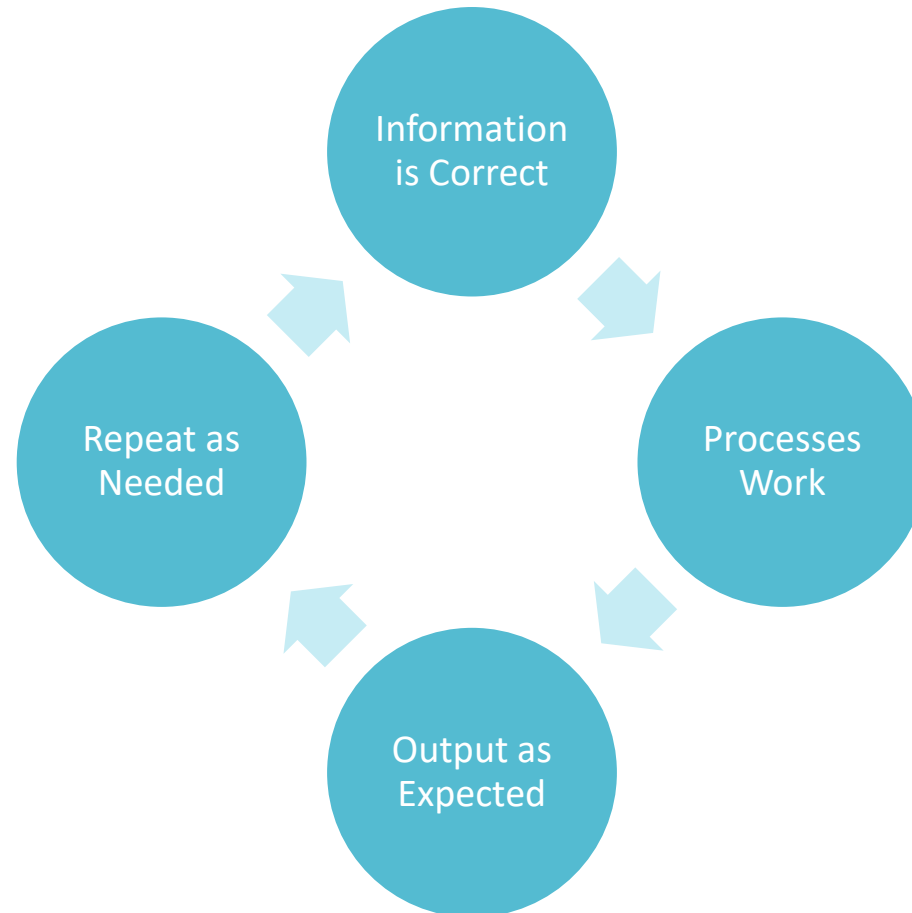 Information
is Correct
Processes
Work
Output as
Expected
Repeat as
Needed